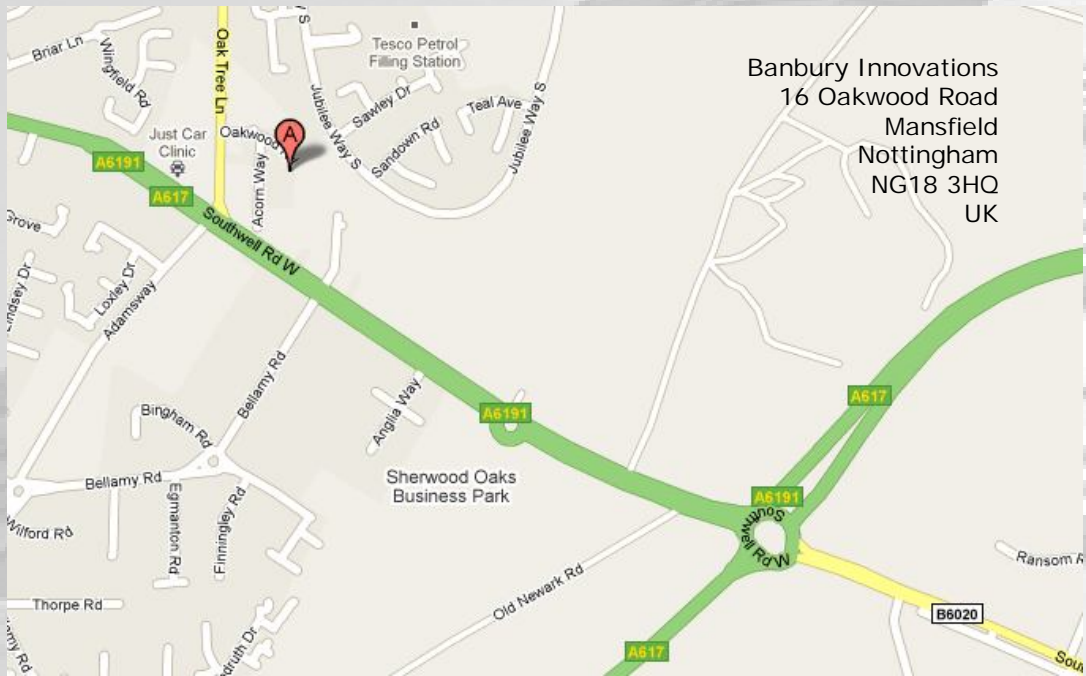 Banbury Innovations
16 Oakwood Road
Mansfield
Nottingham
NG18 3HQ
UK
Briar Ln
Wingfield Rd
Oak Tree Ln
Tesco Petrol
Filling Station
Jubilee Way S
Sawley Dr
Teal Ave
Sandown Rd
Jubilee Way S
Just Car
Clinic
Oakwood
A
Acorn Way
A6191
A617
Southwell Rd W
Grove
Lindsey Dr
Loxley Dr
Adamsway
Bellamy Rd
Anglia Way
A6191
A617
Bingham Rd
Bellamy Rd
Sherwood Oaks
Business Park
Egmanton Rd
Finningley Rd
Wilford Rd
A6191
Southwell Rd W
Old Newark Rd
Ransom R
Thorpe Rd
B6020
A617